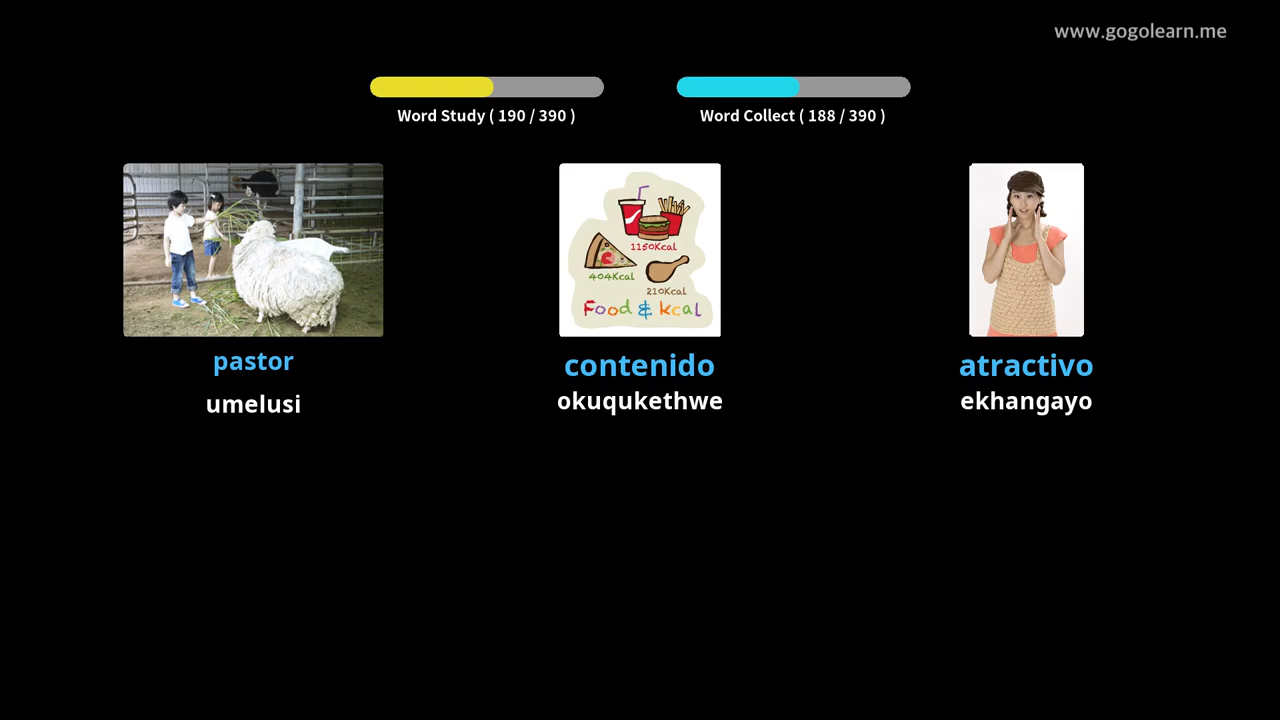 www.gogolearn.me
Word Study ( 190 / 390 )
Word Collect ( 188 / 390 )
1150Kcal
404Kcal
210Kcal
Food & kcal
pastor
contenido
atractivo
umelusi
okuqukethwe
ekhangayo